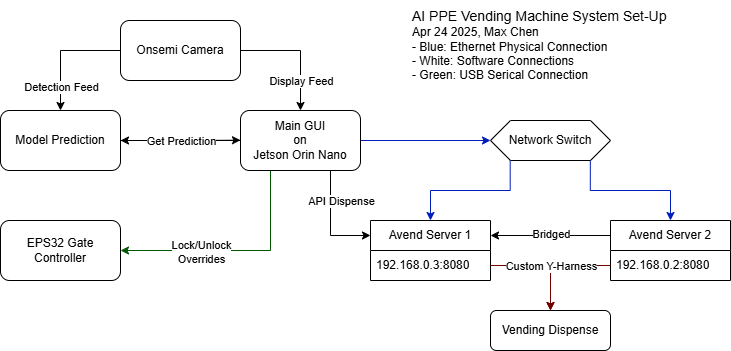 AI PPE Vending Machine System Set-Up
Apr 24 2025, Max Chen
- Blue: Ethernet Physical Connection
- White: Software Connections
- Green: USB Serical Connection
Onsemi Camera
Detection Feed
Display Feed
Model Prediction
Get Prediction
Main GUI
on
Jetson Orin Nano
Network Switch
API Dispense
EPS32 Gate
Controller
Lock/Unlock
Overrides
Avend Server 1
192.168.0.3:8080
Bridged
Custom Y-Harness
Avend Server 2
192.168.0.2:8080
Vending Dispense